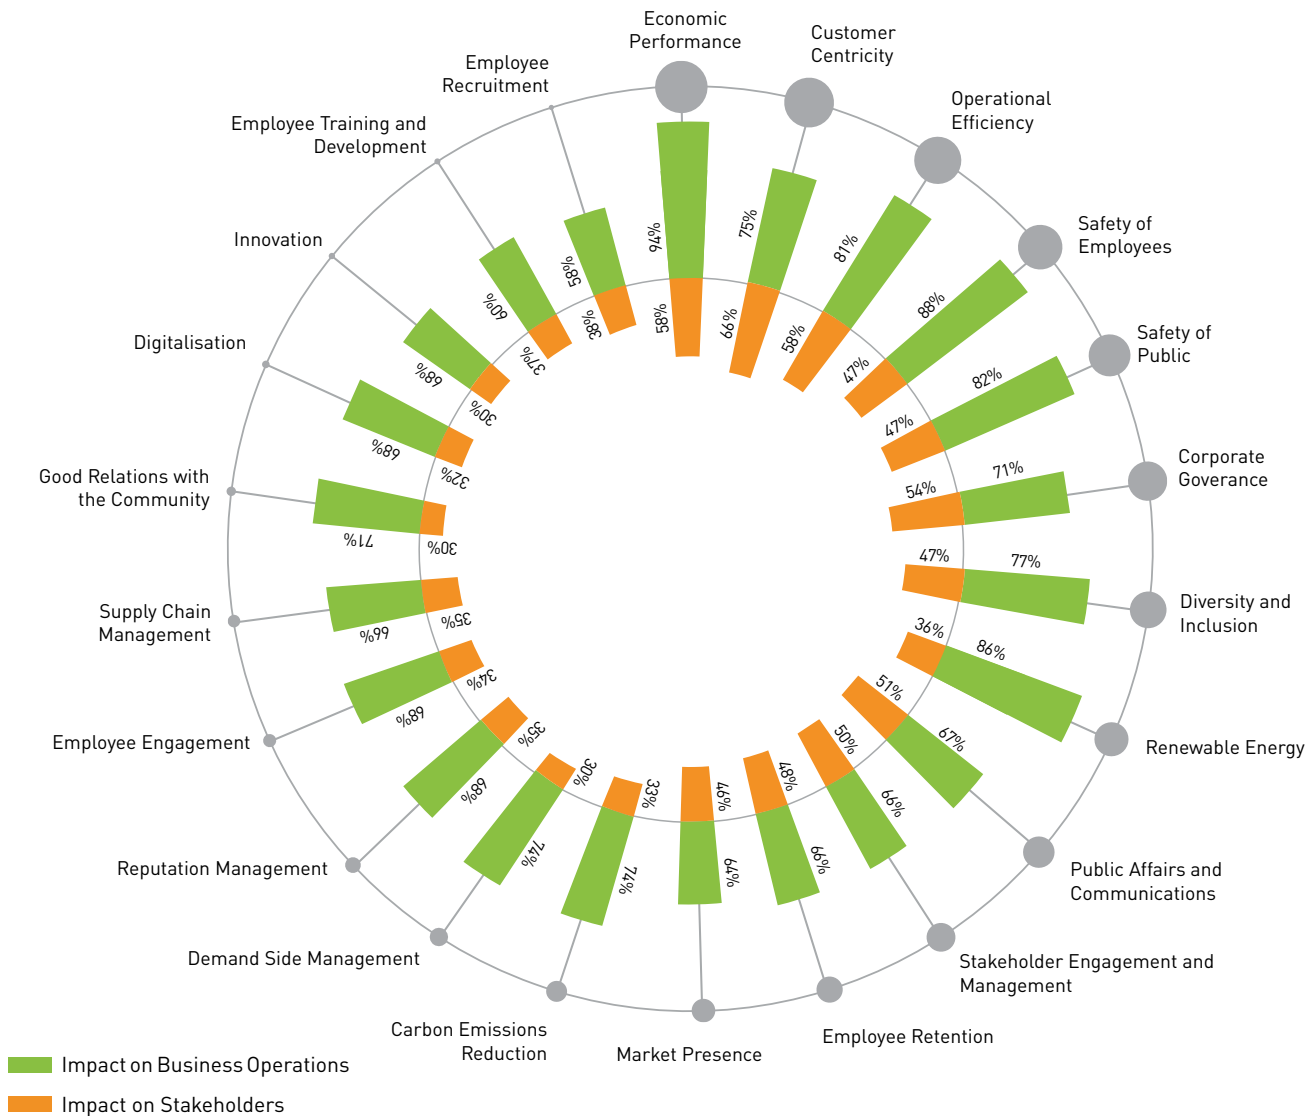 Economic
Performance
94%
58%
Customer
Centricity
75%
66%
Operational
Efficiency
81%
58%
Safety of
Employees
88%
47%
Safety of
Public
82%
47%
Corporate
Goverance
71%
54%
Diversity and
Inclusion
77%
47%
Renewable Energy
86%
36%
Public Affairs and
Communications
67%
51%
Stakeholder Engagement and
Management
66%
50%
Employee Retention
66%
48%
Market Presence
64%
46%
Carbon Emissions
Reduction
74%
33%
Demand Side Management
74%
30%
Reputation Management
68%
35%
Employee Engagement
68%
34%
Supply Chain
Management
66%
35%
Good Relations with
the Community
71%
30%
Digitalisation
68%
32%
Innovation
68%
30%
Employee Training and
Development
60%
37%
Employee
Recruitment
58%
38%
Impact on Business Operations
Impact on Stakeholders